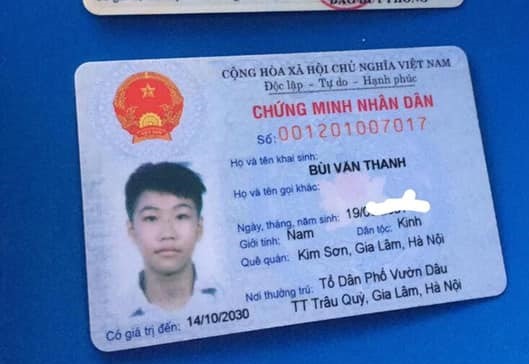 CỘNG HÒA XÃ HỘI CHỦ NGHĨA VIỆT NAM
Độc lập - Tự do - Hạnh phúc
CHỨNG MINH NHÂN DÂN
Số: 001201007017
Họ và tên khai sinh:
BÙI VĂN THANH
Họ và tên gọi khác:
Ngày, tháng, năm sinh: 19/0
Giới tính: Nam Dân tộc: Kinh
Quê quán: Kim Sơn, Gia Lâm, Hà Nội
Nơi thường trú: Tổ Dân Phố Vườn Dâu
TT Trâu Quỳ, Gia Lâm, Hà Nội
Có giá trị đến: 14/10/2030